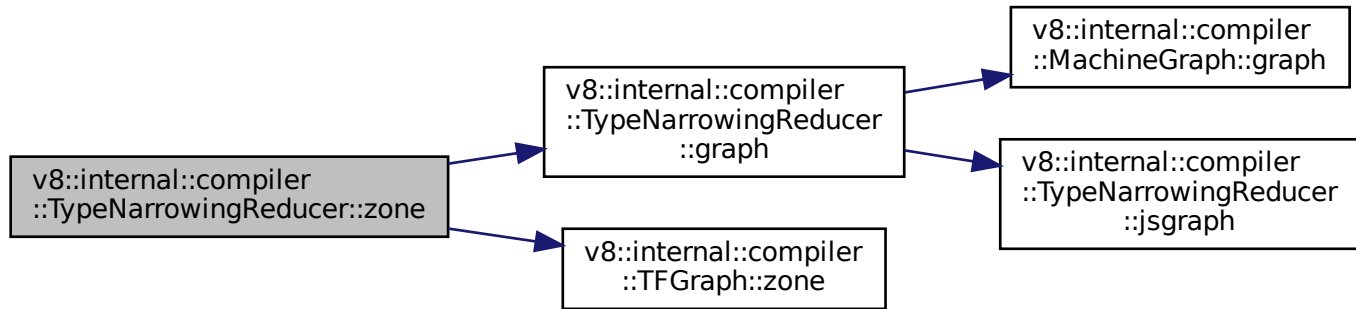 v8::internal::compiler
::TypeNarrowingReducer::zone
v8::internal::compiler
::TypeNarrowingReducer
::graph
v8::internal::compiler
::MachineGraph::graph
v8::internal::compiler
::TypeNarrowingReducer
::jsgraph
v8::internal::compiler
::TFGraph::zone